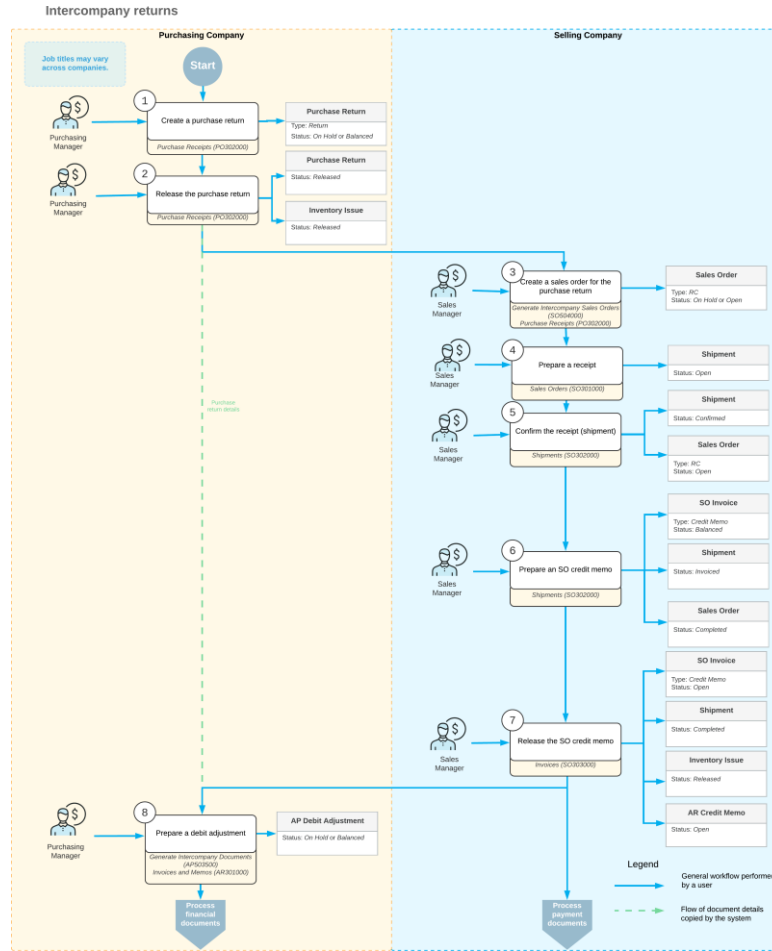 Intercompany returns
Purchasing Company
Selling Company
Job titles may vary
across companies.
Start
1
Create a purchase return
Purchase Receipts (PO302000)
Purchasing
Manager
Purchase Return
Type: Return
Status: On Hold or Balanced
2
Release the purchase return
Purchase Receipts (PO302000)
Purchasing
Manager
Purchase Return
Status: Released
Inventory Issue
Status: Released
3
Create a sales order for the
purchase return
Generate Intercompany Sales Orders
(SO504000)
Purchase Receipts (PO302000)
Sales
Manager
Sales Order
Type: RC
Status: On Hold or Open
4
Prepare a receipt
Sales Orders (SO301000)
Sales
Manager
Shipment
Status: Open
5
Confirm the receipt (shipment)
Shipments (SO302000)
Sales
Manager
Shipment
Status: Confirmed
Sales Order
Type: RC
Status: Open
Purchase
return details
6
Prepare an SO credit memo
Shipments (SO302000)
Sales
Manager
SO Invoice
Type: Credit Memo
Status: Balanced
Shipment
Status: Invoiced
Sales Order
Status: Completed
7
Release the SO credit memo
Invoices (SO303000)
Sales
Manager
SO Invoice
Type: Credit Memo
Status: Open
Shipment
Status: Completed
Inventory Issue
Status: Released
AR Credit Memo
Status: Open
8
Prepare a debit adjustment
Generate Intercompany Documents
(AP503500)
Invoices and Memos (AR301000)
Purchasing
Manager
AP Debit Adjustment
Status: On Hold or Balanced
Process
financial
documents
Process
payment
documents
Legend
General workflow performed
by a user
Flow of document details
copied by the system